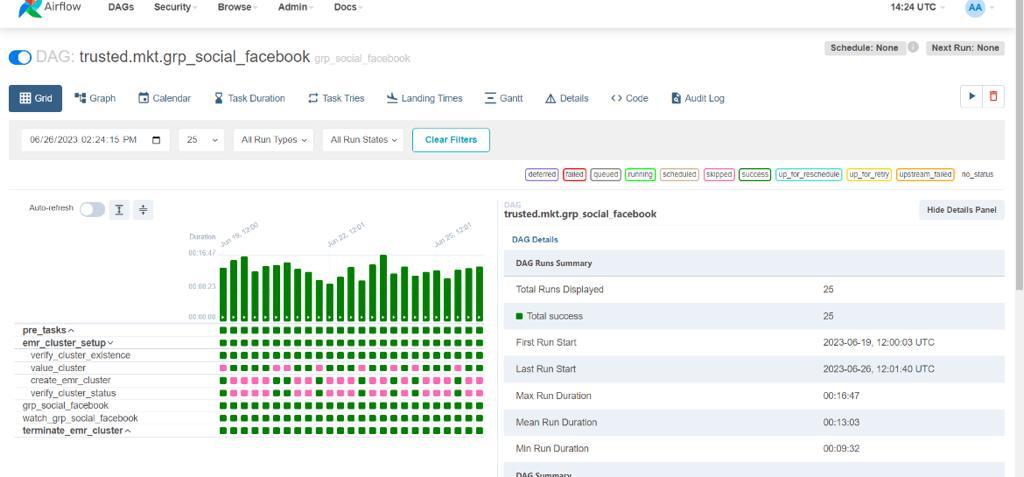 Airflow DAGs Security Browse Admin Docs 14:24 UTC AA
DAG: trusted.mkt.grp_social_facebook grp_social_facebook
Schedule: None Next Run: None
Grid Graph Calendar Task Duration Task Tries Landing Times Gantt Details <> Code Audit Log
06/26/2023 02:24:15 PM 25 All Run Types All Run States Clear Filters
deferred failed queued running scheduled skipped success up_for_reschedule up_for_retry upstream_failed no_status
Auto-refresh
Duration
Jun 19, 12:00 Jun 22, 12:01 Jun 25, 12:01
00:16:47
00:08:23
00:00:00
pre_tasks
emr_cluster_setup
verify_cluster_existence
value_cluster
create_emr_cluster
verify_cluster_status
grp_social_facebook
watch_grp_social_facebook
terminate_emr_cluster
DAG
trusted.mkt.grp_social_facebook
Hide Details Panel
DAG Details
DAG Runs Summary
Total Runs Displayed 25
Total success 25
First Run Start 2023-06-19, 12:00:03 UTC
Last Run Start 2023-06-26, 12:01:40 UTC
Max Run Duration 00:16:47
Mean Run Duration 00:13:03
Min Run Duration 00:09:32
DAG Summary